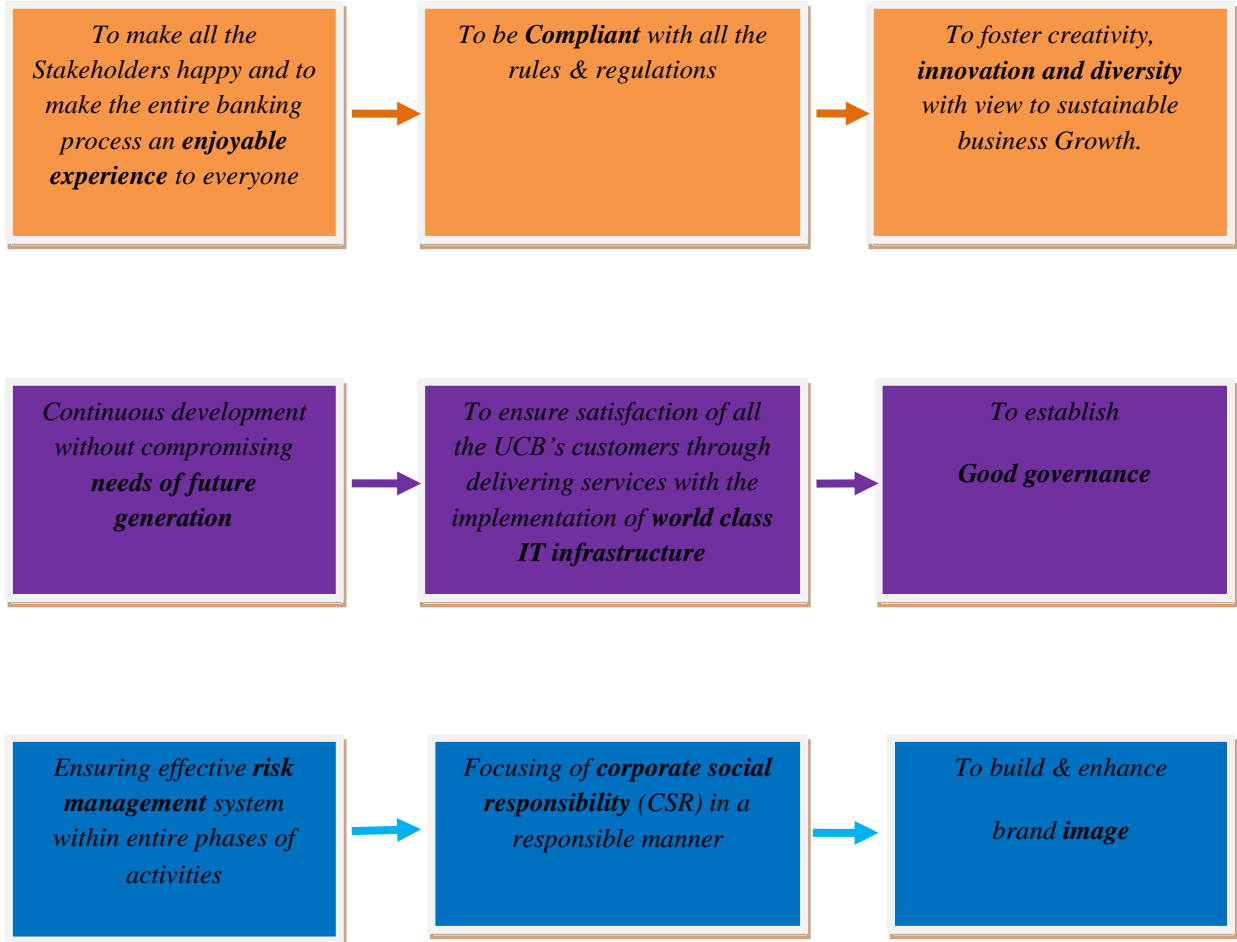 To make all the
Stakeholders happy and to
make the entire banking
process an enjoyable
experience to everyone
To be Compliant with all the
rules & regulations
To foster creativity,
innovation and diversity
with view to sustainable
business Growth.
Continuous development
without compromising
needs of future
generation
To ensure satisfaction of all
the UCB’s customers through
delivering services with the
implementation of world class
IT infrastructure
To establish
Good governance
Ensuring effective risk
management system
within entire phases of
activities
Focusing of corporate social
responsibility (CSR) in a
responsible manner
To build & enhance
brand image